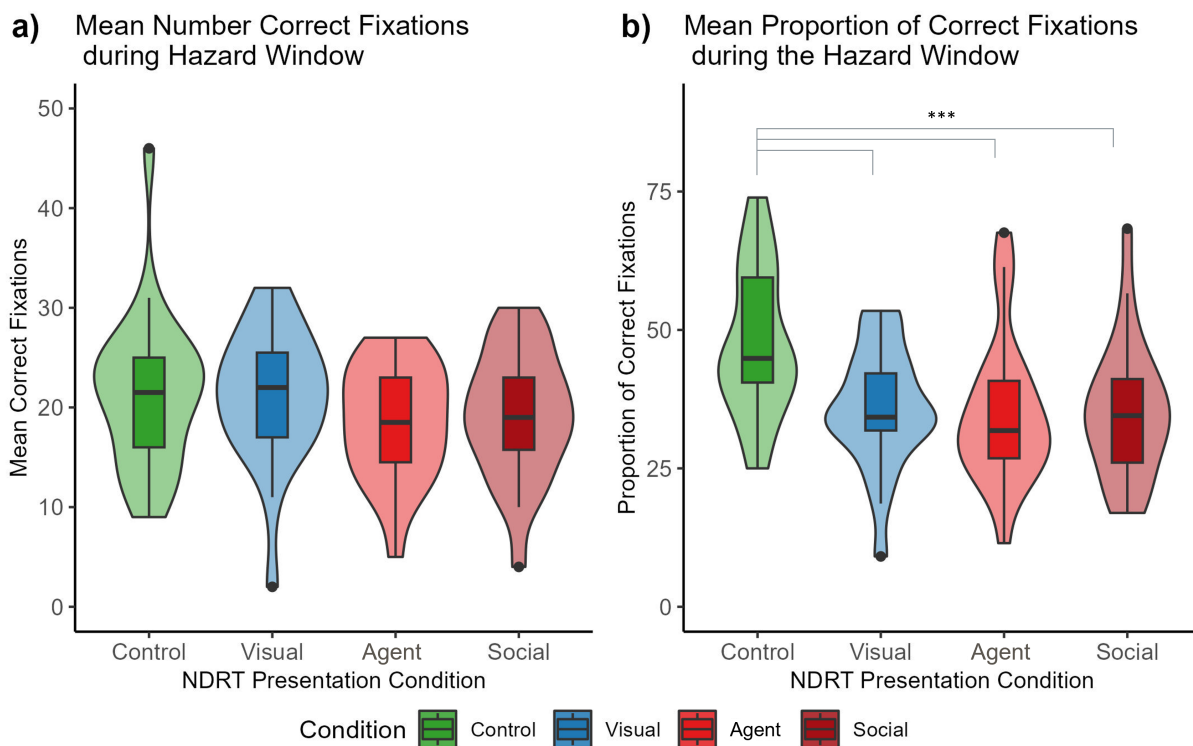 a)
Mean Number Correct Fixations
during Hazard Window
Mean Correct Fixations
50
40
30
20
10
0
Control Visual Agent Social
NDRT Presentation Condition
b)
Mean Proportion of Correct Fixations
during the Hazard Window
***
Proportion of Correct Fixations
75
50
25
0
Control Visual Agent Social
NDRT Presentation Condition
Condition Control Visual Agent Social